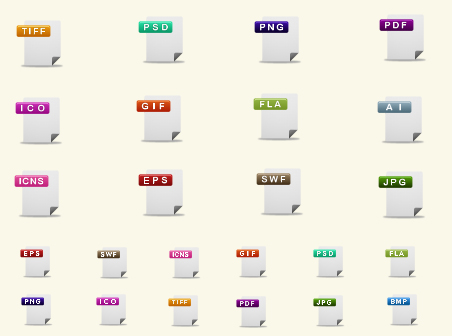 TIFF PSD PNG PDF
ICO GIF FLA AI
ICNS EPS SWF JPG
EPS SWF ICNS GIF PSD FLA
PNG ICO TIFF PDF JPG BMP